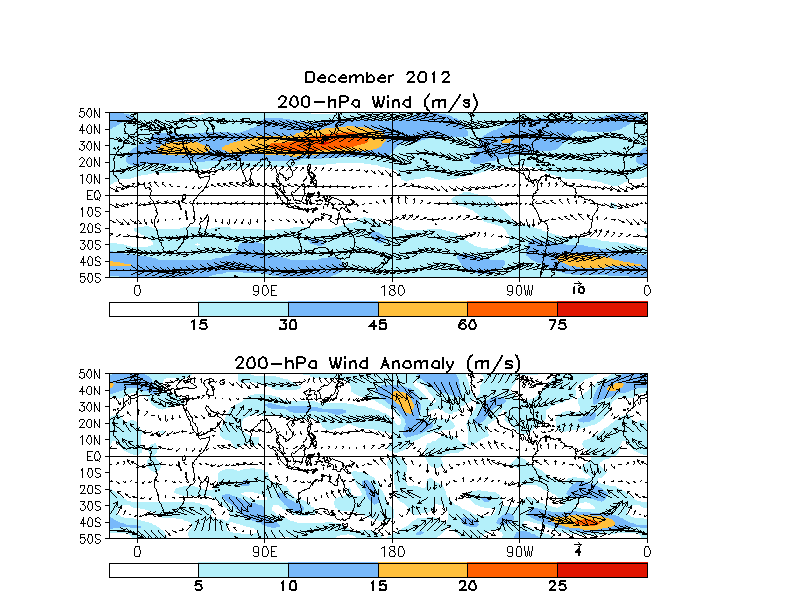 December 2012
200-hPa Wind (m/s)
50N
40N
30N
20N
10N
EQ
10S
20S
30S
40S
50S
0 90E 180 90W 10 0
15 30 45 60 75
200-hPa Wind Anomaly (m/s)
50N
40N
30N
20N
10N
EQ
10S
20S
30S
40S
50S
0 90E 180 90W 4 0
5 10 15 20 25